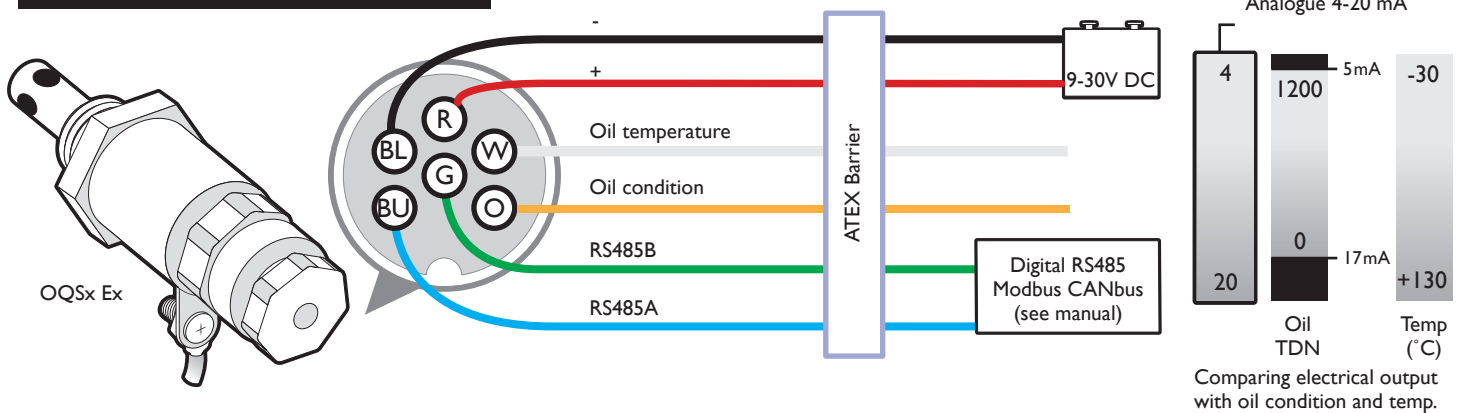 Analogue 4-20 mA
-
+
9-30V DC
R
BL
W
G
BU
O
Oil temperature
Oil condition
RS485B
RS485A
ATEX Barrier
Digital RS485
Modbus CANbus
(see manual)
OQSx Ex
4
20
1200
0
5mA
17mA
-30
+130
Oil
TDN
Temp
(˚C)
Comparing electrical output
with oil condition and temp.